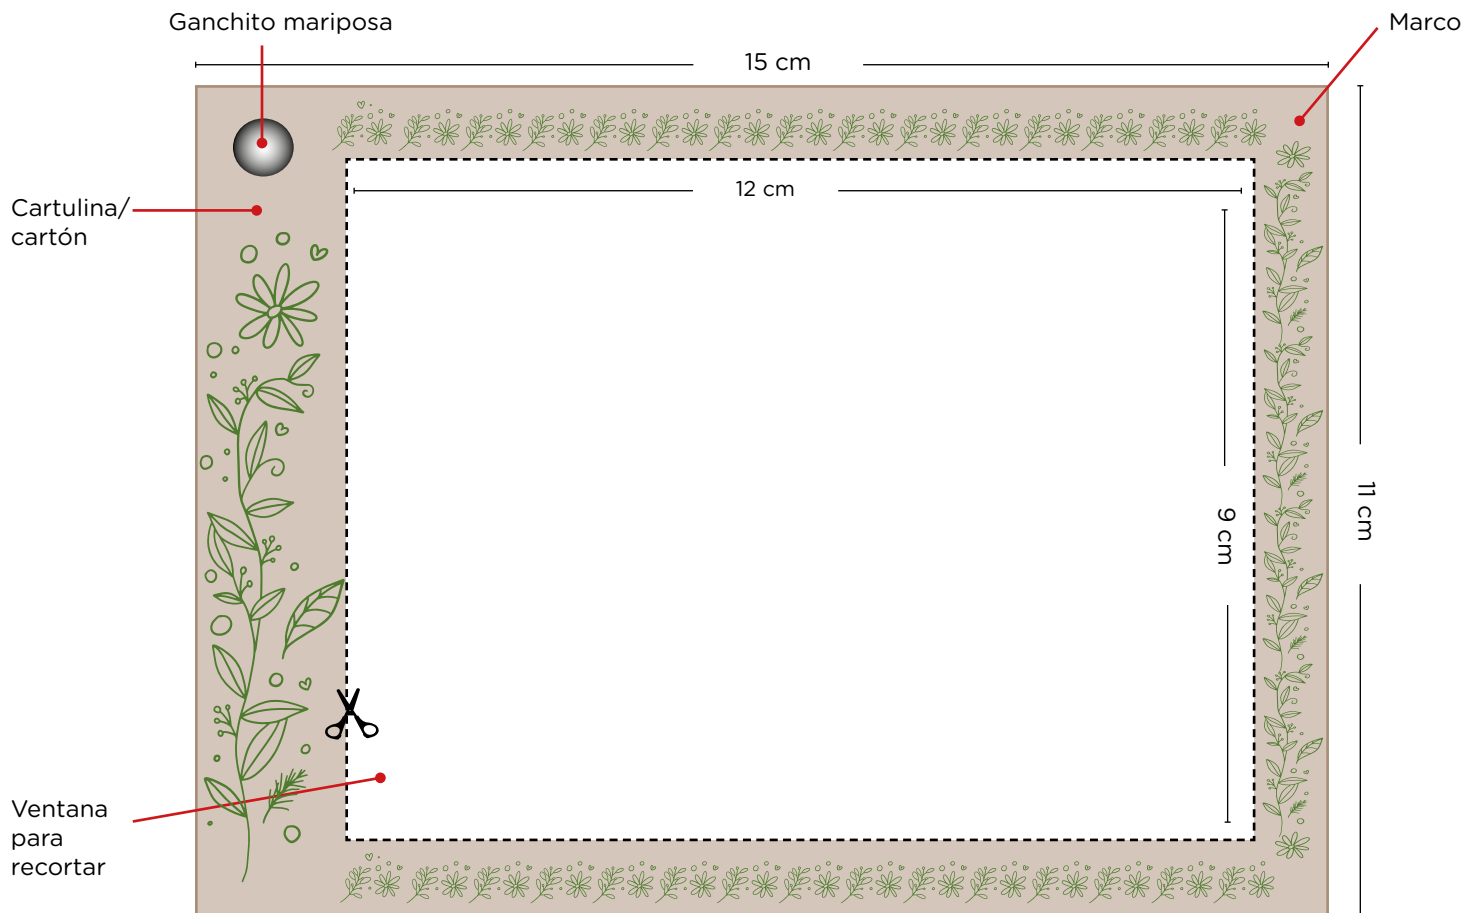 Ganchito mariposa
Marco
15 cm
12 cm
Cartulina/
cartón
9 cm
11 cm
Ventana
para
recortar